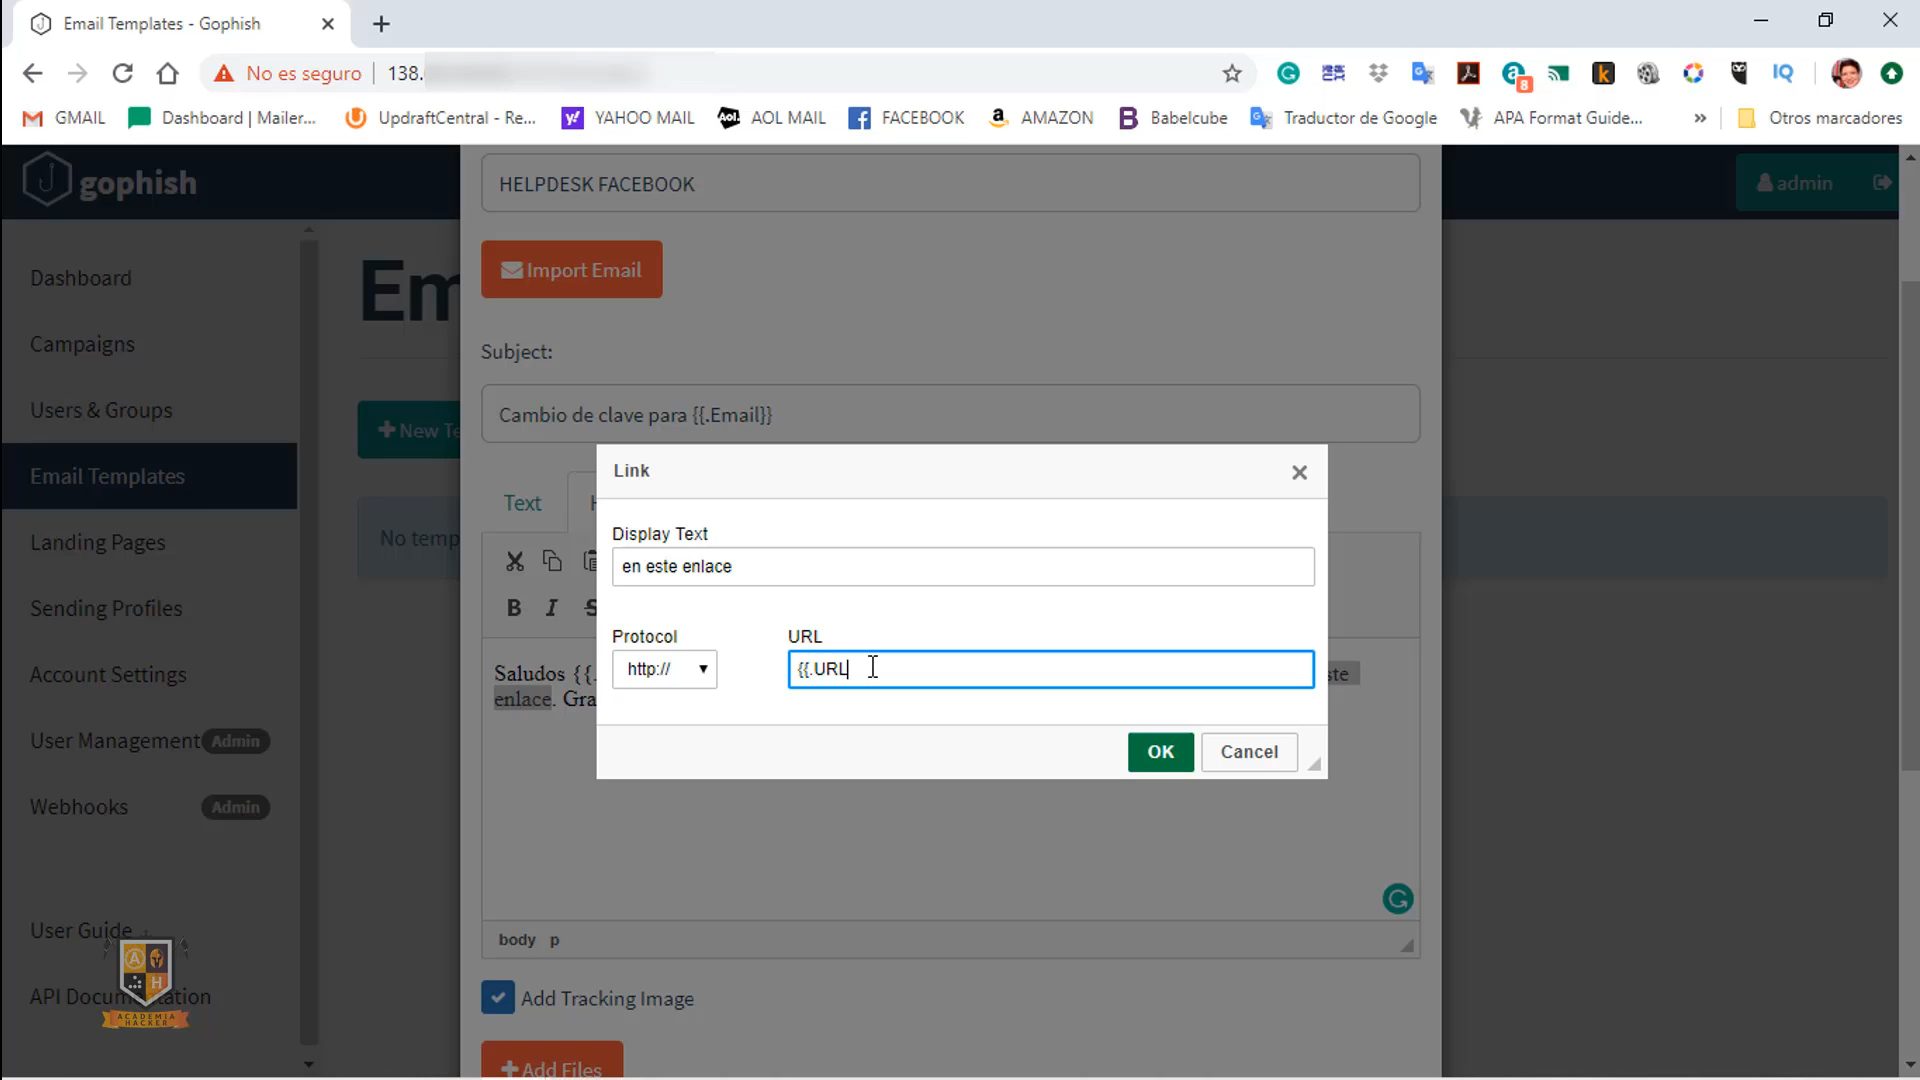 Email Templates - Gophish
No es seguro
138.
GMAIL
Dashboard | Mailer...
UpdraftCentral - Re...
YAHOO MAIL
AOL MAIL
FACEBOOK
AMAZON
Babelcube
Traductor de Google
APA Format Guide...
»
Otros marcadores
gophish
admin
HELPDESK FACEBOOK
Import Email
Dashboard
Campaigns
Users & Groups
Email Templates
Landing Pages
Sending Profiles
Account Settings
User Management Admin
Webhooks Admin
User Guide
API Documentation
ACADEMIA
HACKER
Em
New Te
No temp
Subject:
Cambio de clave para {{.Email}}
Text
Link
Display Text
en este enlace
Protocol
URL
http://
{{.URL
OK
Cancel
B I S
Saludos {{. ste
enlace. Gra
body p
Add Tracking Image
Add Files